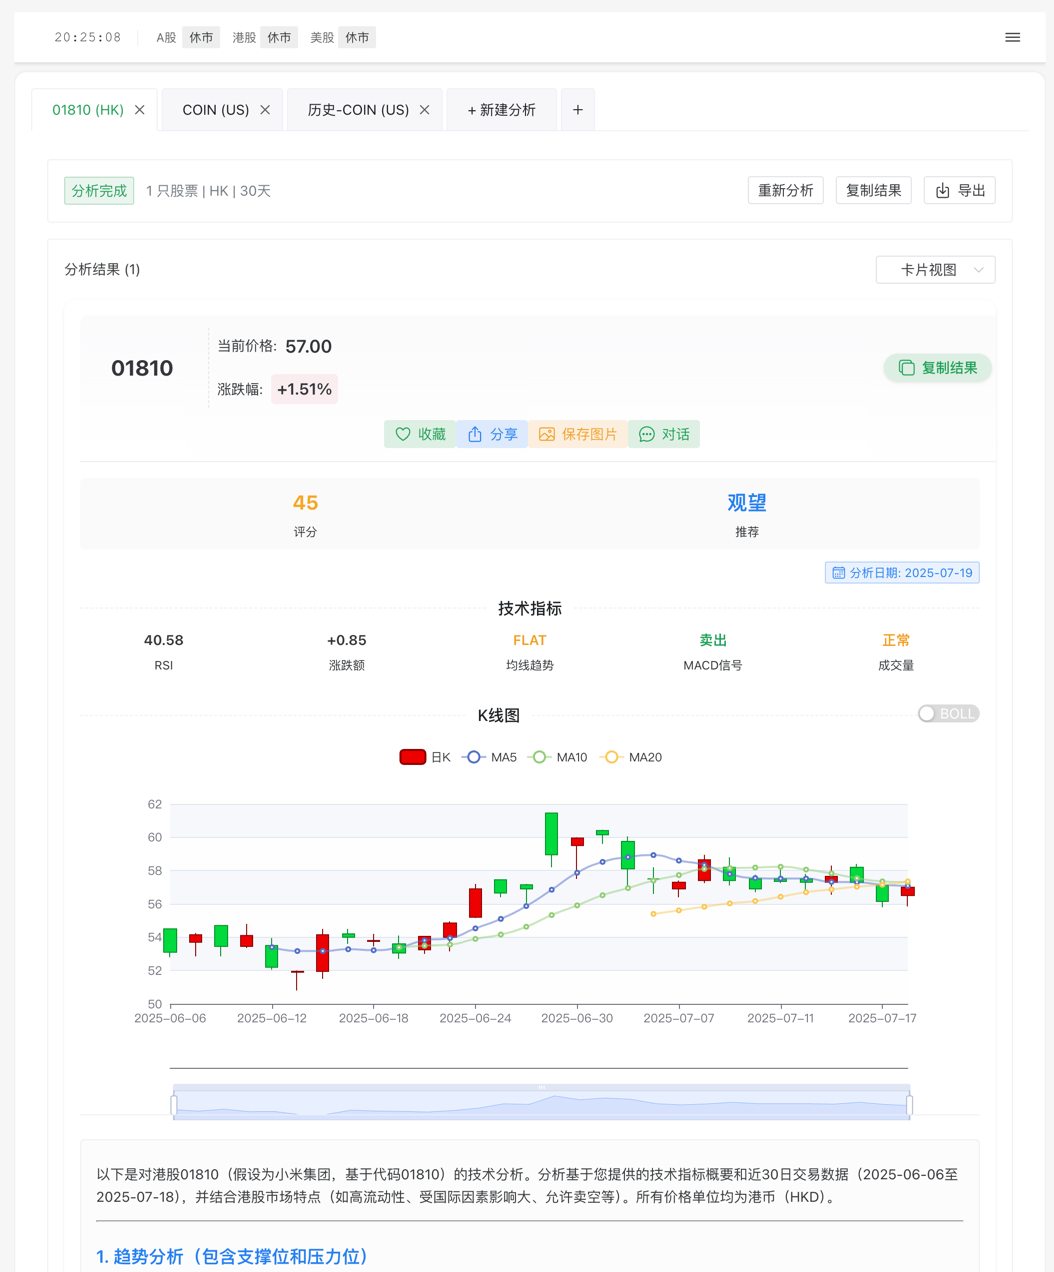 20:25:08 A股 休市 港股 休市 美股 休市
01810 (HK) COIN (US) 历史-COIN (US) + 新建分析 +
分析完成 1 只股票 | HK | 30天 重新分析 复制结果 导出
分析结果 (1) 卡片视图
01810
当前价格: 57.00
涨跌幅: +1.51%
复制结果
收藏 分享 保存图片 对话
45 观望
评分 推荐
分析日期: 2025-07-19
技术指标
40.58 +0.85 FLAT 卖出 正常
RSI 涨跌额 均线趋势 MACD信号 成交量
K线图 BOLL
日K MA5 MA10 MA20
62
60
58
56
54
52
50
2025-06-06 2025-06-12 2025-06-18 2025-06-24 2025-06-30 2025-07-07 2025-07-11 2025-07-17
以下是对港股01810（假设为小米集团，基于代码01810）的技术分析。分析基于您提供的技术指标概要和近30日交易数据（2025-06-06至
2025-07-18），并结合港股市场特点（如高流动性、受国际因素影响大、允许卖空等）。所有价格单位均为港币（HKD）。
1. 趋势分析（包含支撑位和压力位）